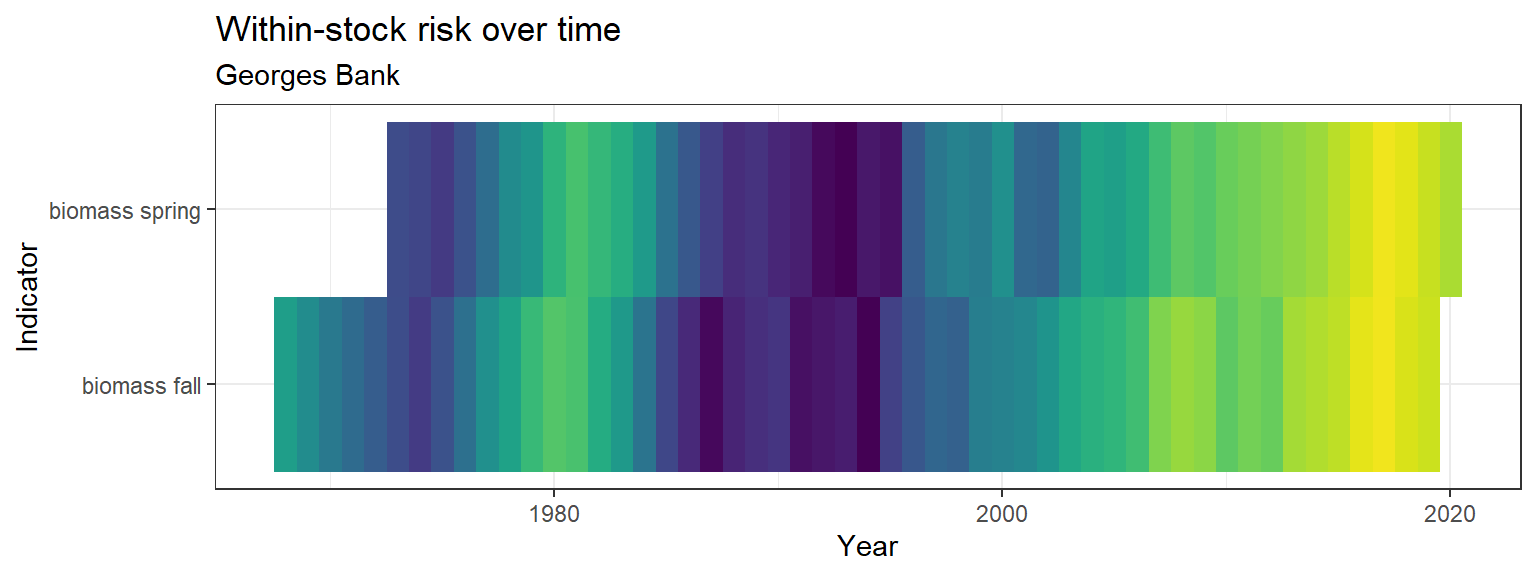 Within-stock risk over time
Georges Bank
Indicator
biomass spring
biomass fall
1980
2000
2020
Year